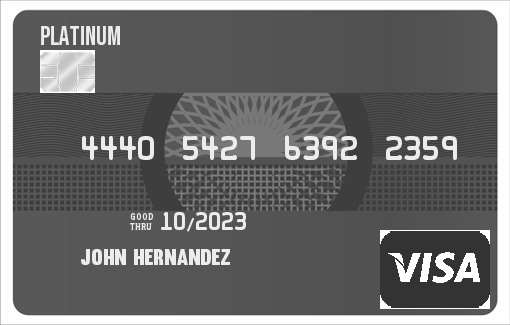 PLATINUM
4440 5427 6392 2359
GOOD THRU 10/2023
JOHN HERNANDEZ
VISA